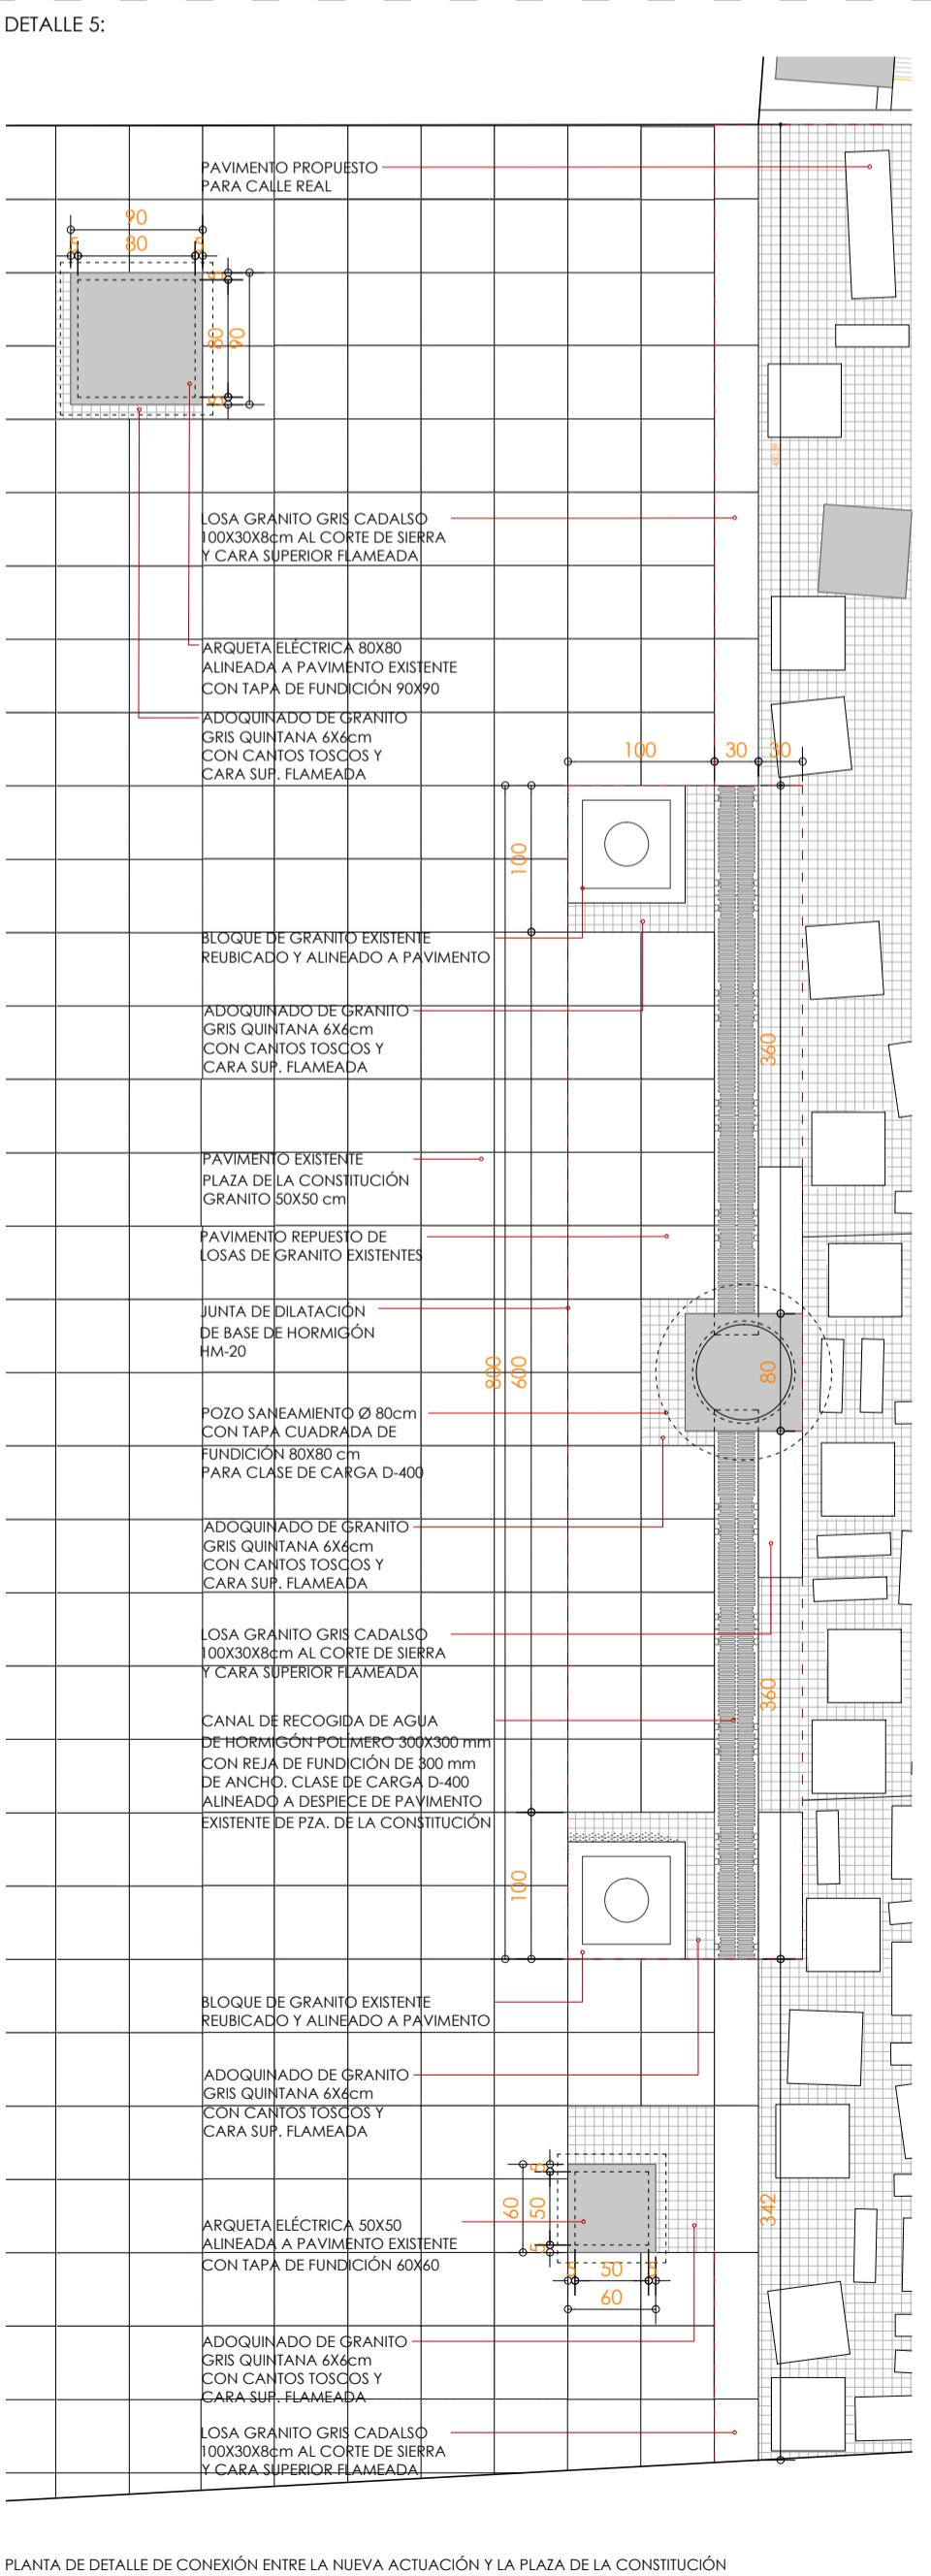 DETALLE 5:
PAVIMENTO PROPUESTO
PARA CALLE REAL
90
5 80 5
5
80 90
5
LOSA GRANITO GRIS CADALSO
100X30X8cm AL CORTE DE SIERRA
Y CARA SUPERIOR FLAMEADA
ARQUETA ELÉCTRICA 80X80
ALINEADA A PAVIMENTO EXISTENTE
CON TAPA DE FUNDICIÓN 90X90
ADOQUINADO DE GRANITO
GRIS QUINTANA 6X6cm
CON CANTOS TOSCOS Y
CARA SUP. FLAMEADA
100 30 30
100
BLOQUE DE GRANITO EXISTENTE
REUBICADO Y ALINEADO A PAVIMENTO
ADOQUINADO DE GRANITO
GRIS QUINTANA 6X6cm
CON CANTOS TOSCOS Y
CARA SUP. FLAMEADA
360
PAVIMENTO EXISTENTE
PLAZA DE LA CONSTITUCIÓN
GRANITO 50X50 cm
PAVIMENTO REPUESTO DE
LOSAS DE GRANITO EXISTENTES
JUNTA DE DILATACIÓN
DE BASE DE HORMIGÓN
HM-20
800 600 80
POZO SANEAMIENTO Ø 80cm
CON TAPA CUADRADA DE
FUNDICIÓN 80X80 cm
PARA CLASE DE CARGA D-400
ADOQUINADO DE GRANITO
GRIS QUINTANA 6X6cm
CON CANTOS TOSCOS Y
CARA SUP. FLAMEADA
LOSA GRANITO GRIS CADALSO
100X30X8cm AL CORTE DE SIERRA
Y CARA SUPERIOR FLAMEADA
360
CANAL DE RECOGIDA DE AGUA
DE HORMIGÓN POLÍMERO 300X300 mm
CON REJA DE FUNDICIÓN DE 300 mm
DE ANCHO. CLASE DE CARGA D-400
ALINEADO A DESPIECE DE PAVIMENTO
EXISTENTE DE PZA. DE LA CONSTITUCIÓN
100
BLOQUE DE GRANITO EXISTENTE
REUBICADO Y ALINEADO A PAVIMENTO
ADOQUINADO DE GRANITO
GRIS QUINTANA 6X6cm
CON CANTOS TOSCOS Y
CARA SUP. FLAMEADA
5
60 50
5
342
ARQUETA ELÉCTRICA 50X50
ALINEADA A PAVIMENTO EXISTENTE
CON TAPA DE FUNDICIÓN 60X60
5 50 5
60
ADOQUINADO DE GRANITO
GRIS QUINTANA 6X6cm
CON CANTOS TOSCOS Y
CARA SUP. FLAMEADA
LOSA GRANITO GRIS CADALSO
100X30X8cm AL CORTE DE SIERRA
Y CARA SUPERIOR FLAMEADA
PLANTA DE DETALLE DE CONEXIÓN ENTRE LA NUEVA ACTUACIÓN Y LA PLAZA DE LA CONSTITUCIÓN